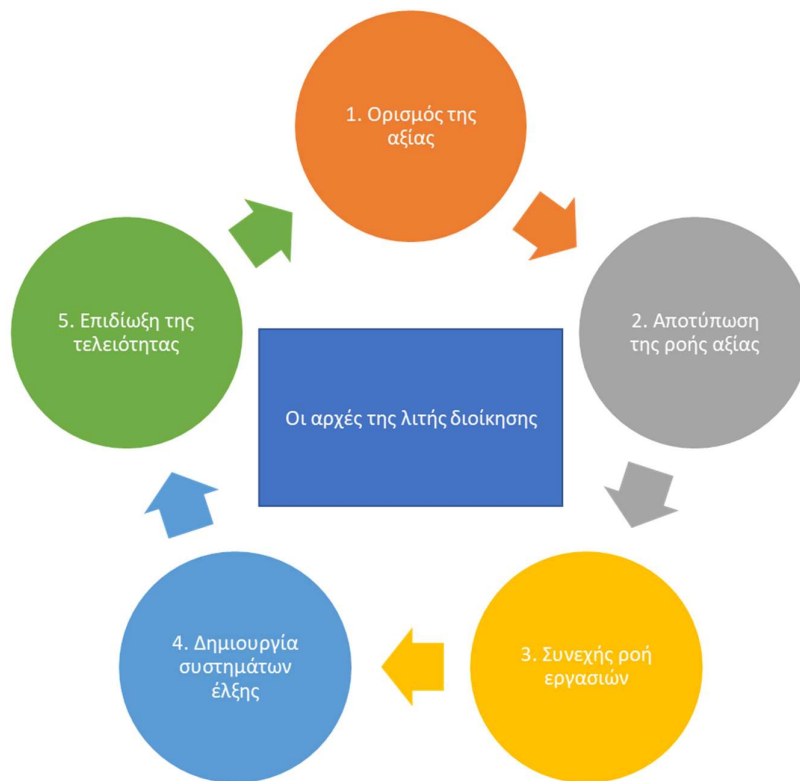 1. Ορισμός της
αξίας
2. Αποτύπωση
της ροής αξίας
3. Συνεχής ροή
εργασιών
4. Δημιουργία
συστημάτων
έλξης
5. Επιδίωξη της
τελειότητας
Οι αρχές της λιτής διοίκησης